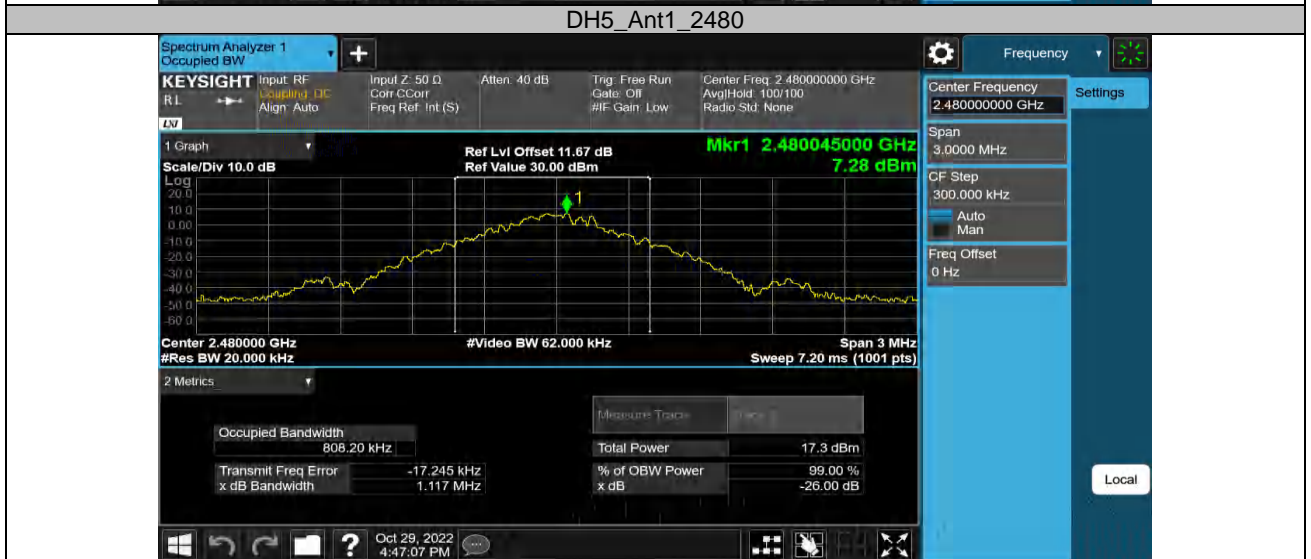 DH5_Ant1_2480
Spectrum Analyzer 1
Occupied BW
Frequency
KEYSIGHT
RL
LXI
Input: RF
Coupling: DC
Align: Auto
Input Z: 50 Ω
Corr CCorr
Freq Ref: Int (S)
Atten: 40 dB
Trig: Free Run
Gate: Off
#IF Gain: Low
Center Freq: 2.480000000 GHz
Avg|Hold: 100/100
Radio Std: None
Center Frequency
2.480000000 GHz
Settings
Span
3.0000 MHz
CF Step
300.000 kHz
Auto
Man
Freq Offset
0 Hz
1 Graph
Scale/Div 10.0 dB
Ref Lvl Offset 11.67 dB
Ref Value 30.00 dBm
Mkr1 2.480045000 GHz
7.28 dBm
Log
20.0
10.0
0.00
-10.0
-20.0
-30.0
-40.0
-50.0
-60.0
1
Center 2.480000 GHz
#Video BW 62.000 kHz
Span 3 MHz
#Res BW 20.000 kHz
Sweep 7.20 ms (1001 pts)
2 Metrics
Measure Trace
Occupied Bandwidth
808.20 kHz
Total Power
17.3 dBm
Transmit Freq Error
-17.245 kHz
% of OBW Power
99.00 %
x dB Bandwidth
1.117 MHz
x dB
-26.00 dB
Local
?
Oct 29, 2022
4:47:07 PM